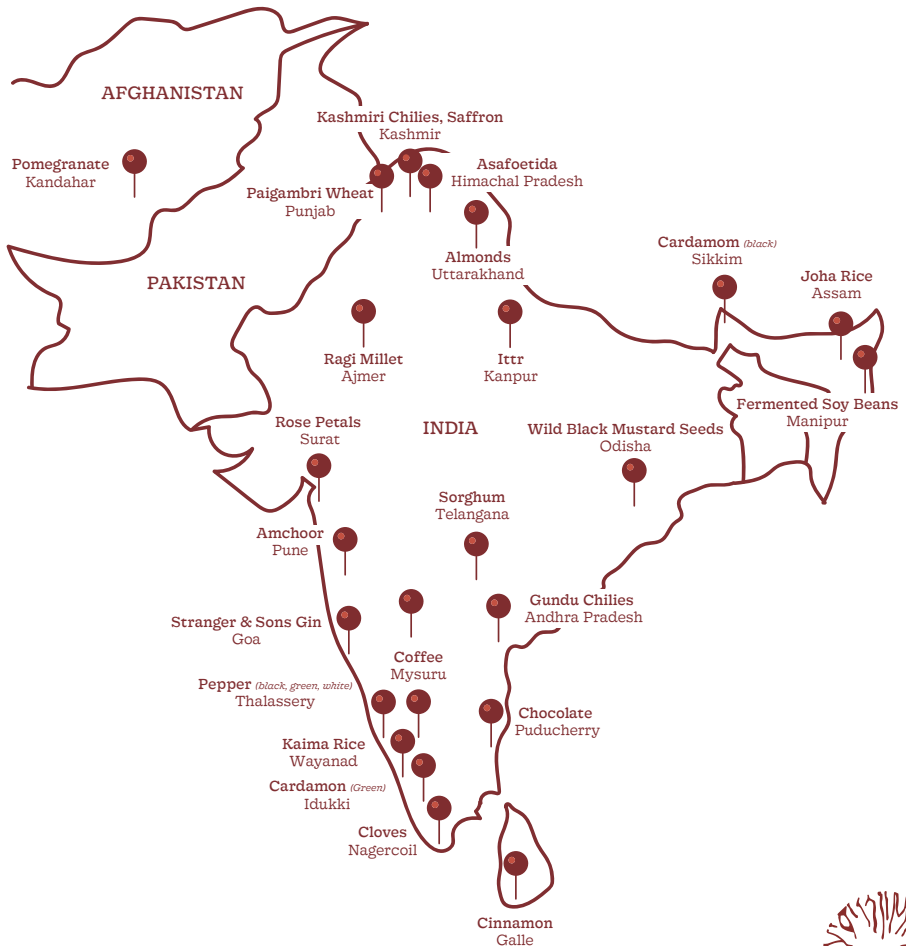 AFGHANISTAN
Kashmiri Chilies, Saffron
Kashmir
Pomegranate
Kandahar
Asafoetida
Himachal Pradesh
Paigambri Wheat
Punjab
Almonds
Uttarakhand
Cardamom (black)
Sikkim
PAKISTAN
Joha Rice
Assam
Ragi Millet
Ajmer
Ittr
Kanpur
Fermented Soy Beans
Manipur
Rose Petals
Surat
INDIA
Wild Black Mustard Seeds
Odisha
Sorghum
Telangana
Amchoor
Pune
Gundu Chilies
Andhra Pradesh
Stranger & Sons Gin
Goa
Coffee
Mysuru
Pepper (black, green, white)
Thalassery
Chocolate
Puducherry
Kaima Rice
Wayanad
Cardamon (Green)
Idukki
Cloves
Nagercoil
Cinnamon
Galle